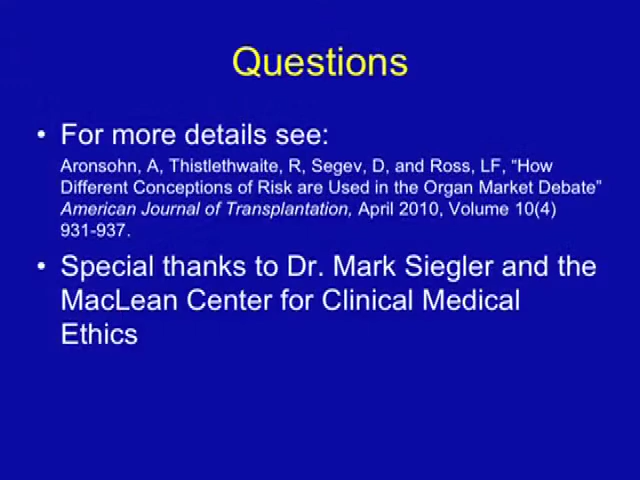 Questions
• For more details see:
Aronsohn, A, Thistlethwaite, R, Segev, D, and Ross, LF, “How
Different Conceptions of Risk are Used in the Organ Market Debate”
American Journal of Transplantation, April 2010, Volume 10(4)
931-937.
• Special thanks to Dr. Mark Siegler and the
MacLean Center for Clinical Medical
Ethics